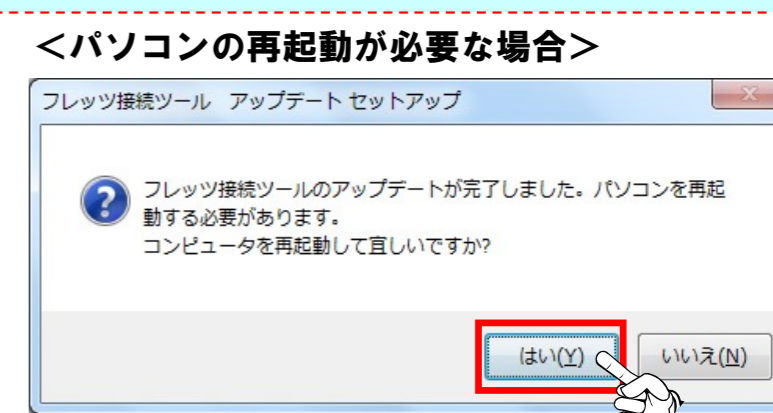 ＜パソコンの再起動が必要な場合＞
フレッツ接続ツール　アップデート セットアップ
フレッツ接続ツールのアップデートが完了しました。パソコンを再起
動する必要があります。
コンピュータを再起動して宜しいですか?
はい(Y)　いいえ(N)